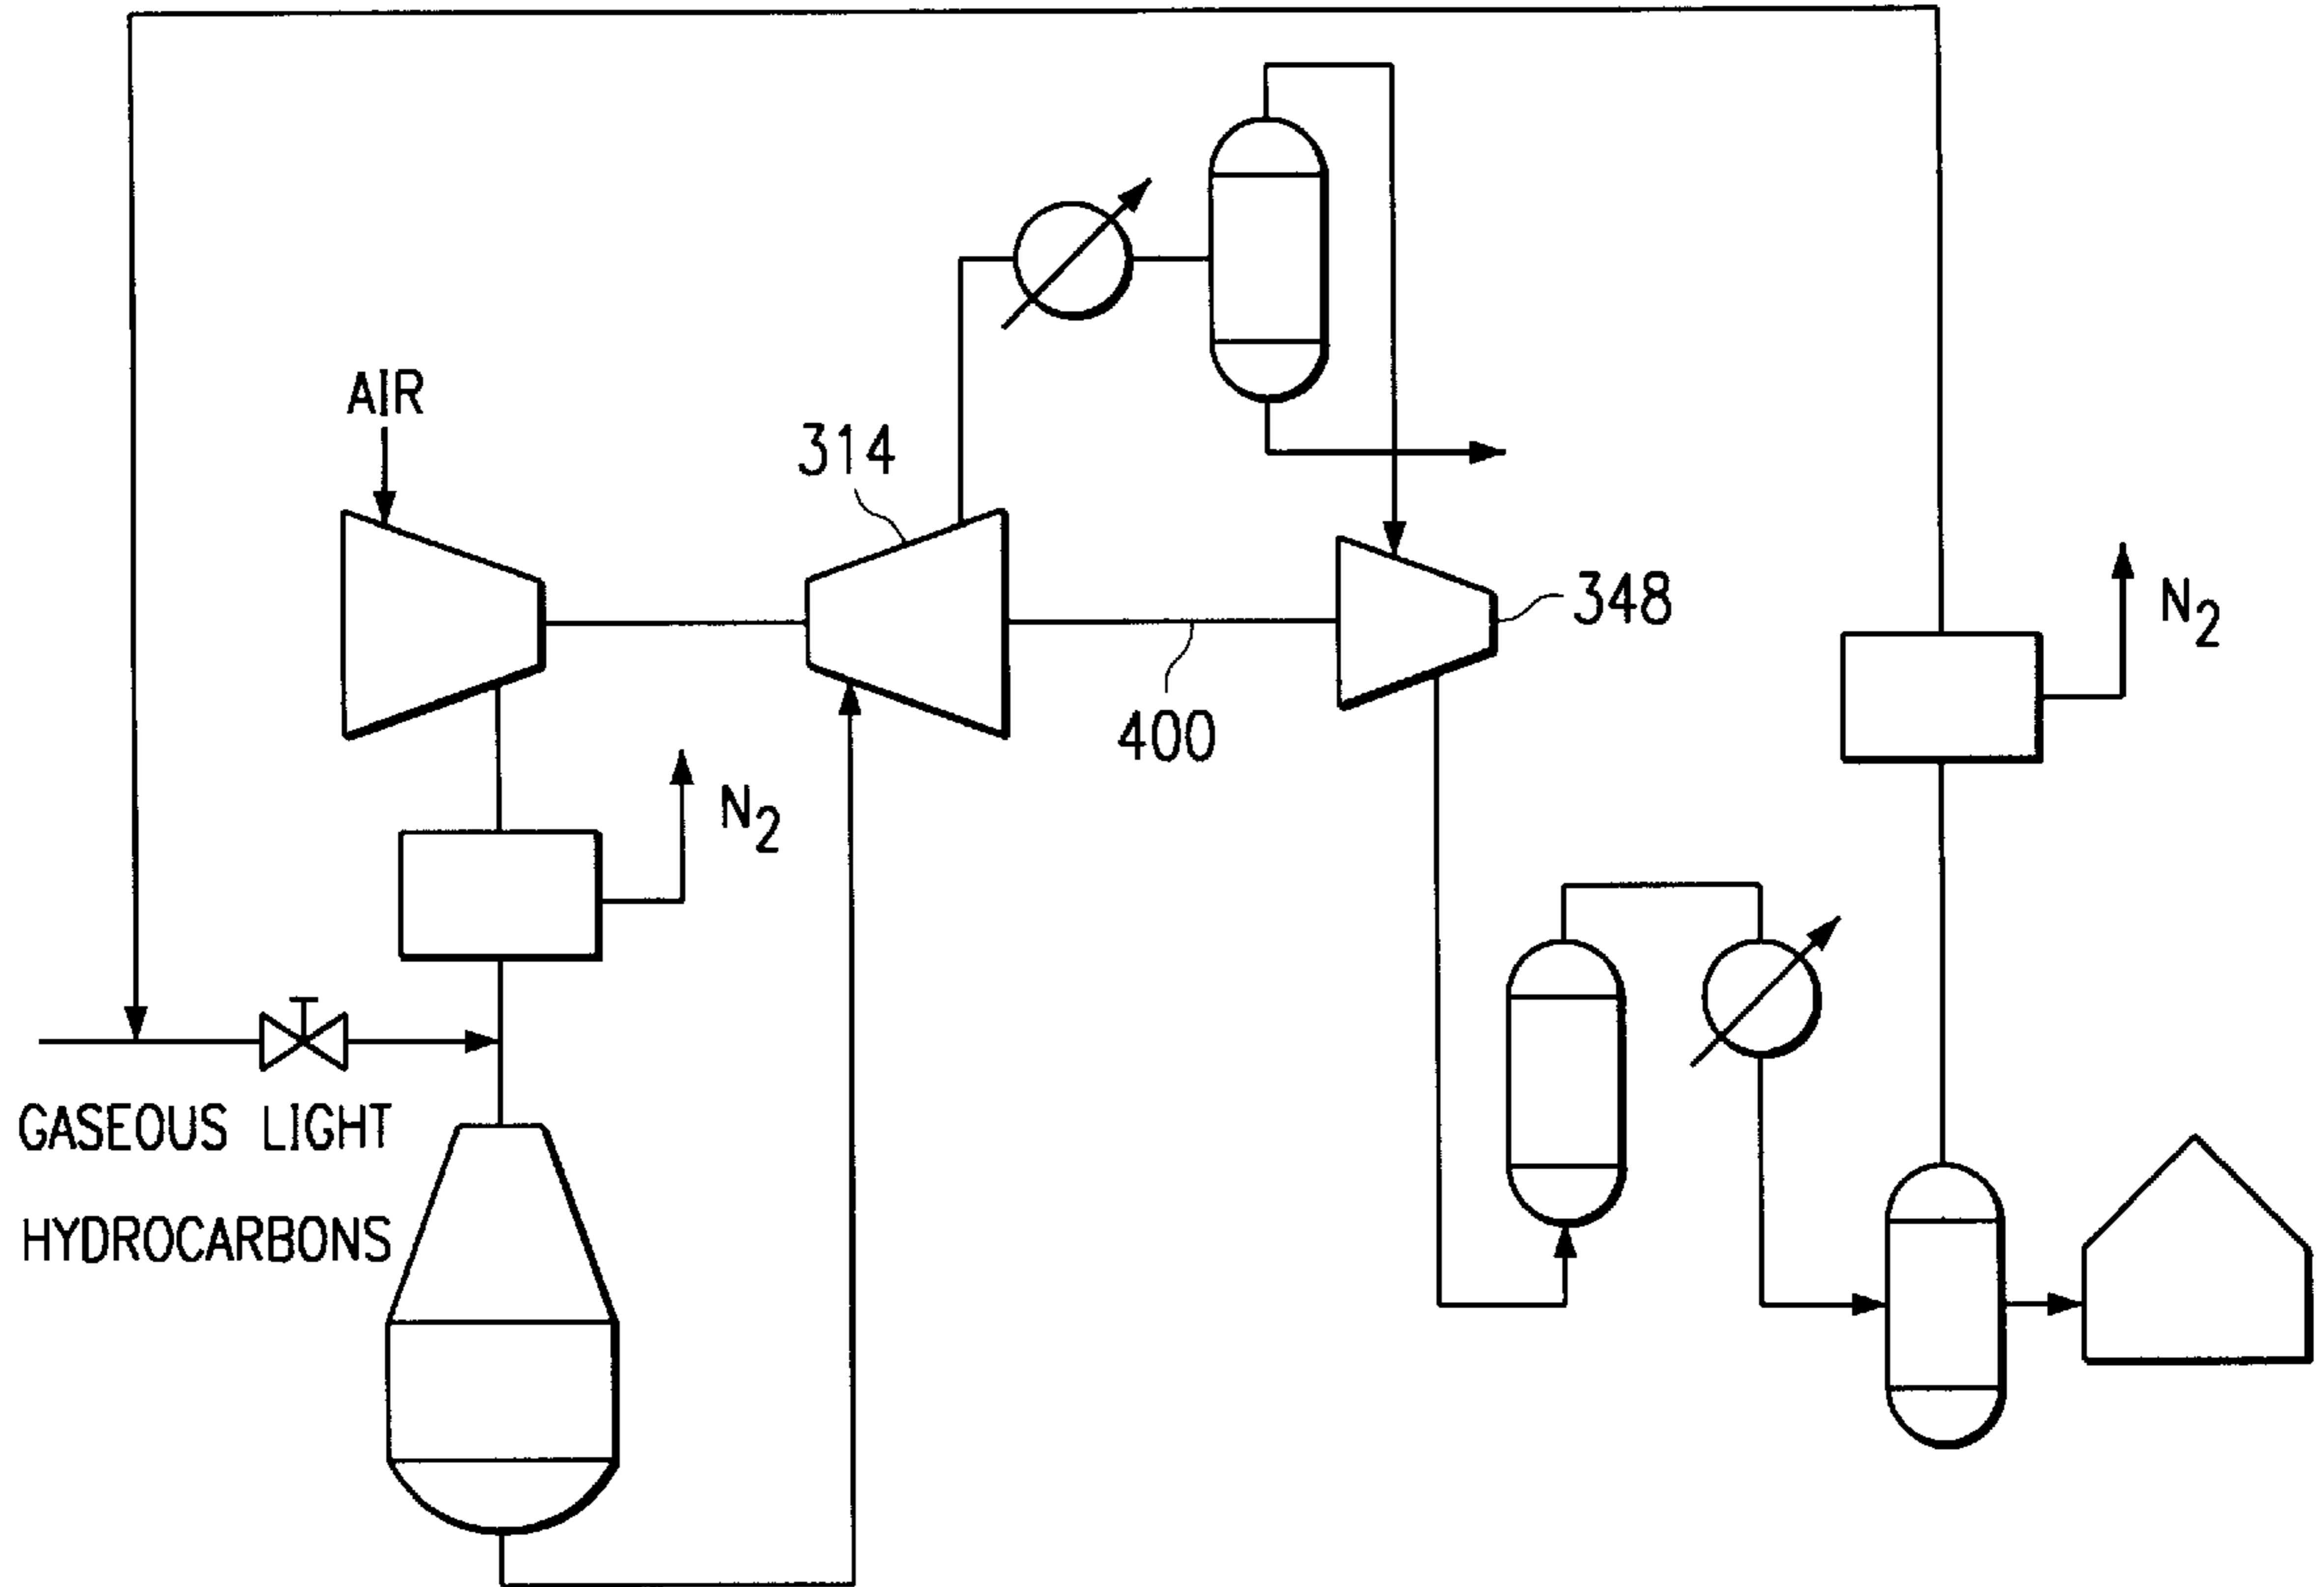 AIR
314
348
N2
400
N2
GASEOUS LIGHT
HYDROCARBONS